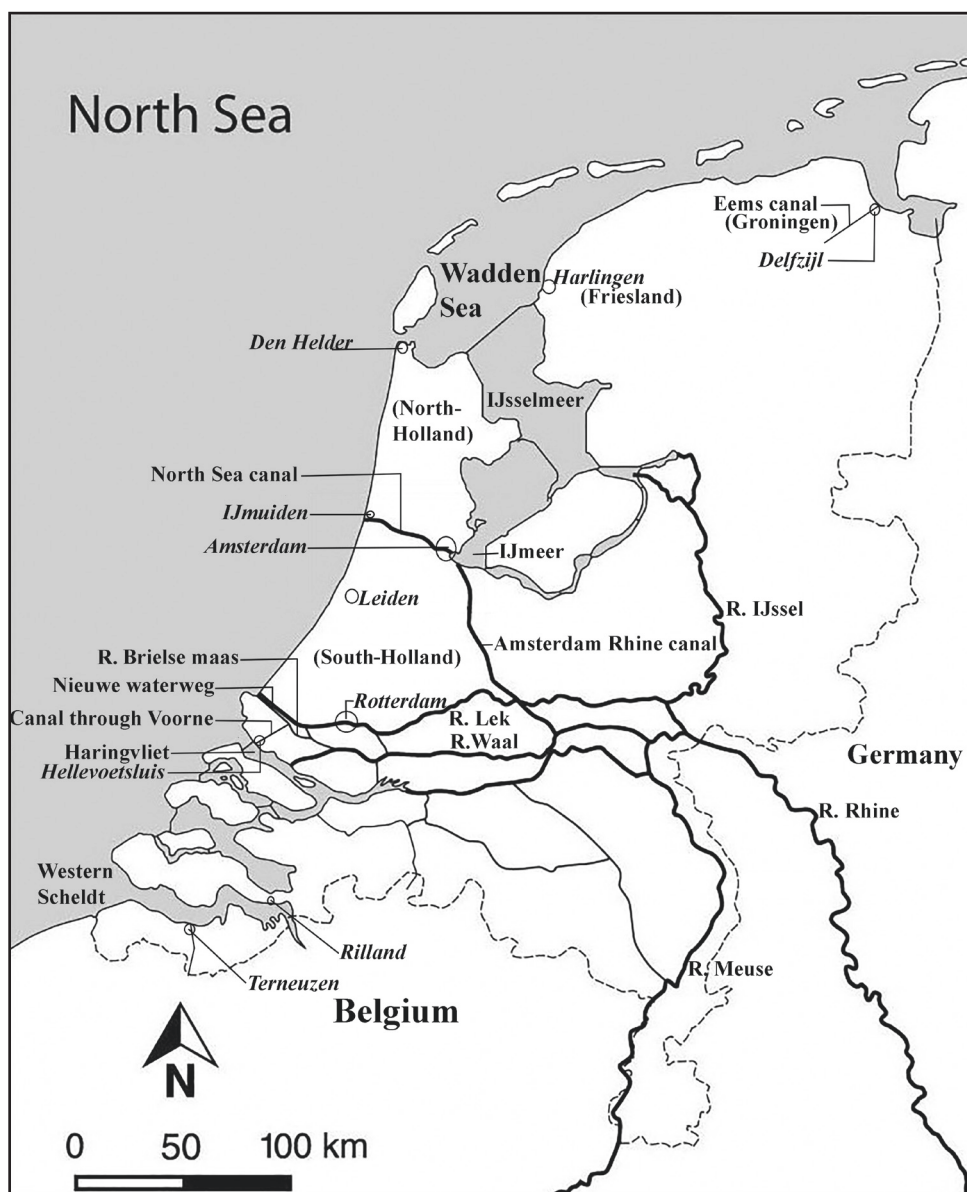 North Sea
Eems canal
(Groningen)
Delfzijl
Wadden
Sea
Harlingen
(Friesland)
Den Helder
IJsselmeer
(North-
Holland)
North Sea canal
IJmuiden
Amsterdam
IJmeer
Leiden
R. IJssel
Amsterdam Rhine canal
R. Brielse maas
(South-Holland)
Nieuwe waterweg
Rotterdam
Canal through Voorne
R. Lek
R.Waal
Haringvliet
Hellevoetsluis
Germany
R. Rhine
Western
Scheldt
Rilland
R. Meuse
Terneuzen
Belgium
N
0 50 100 km